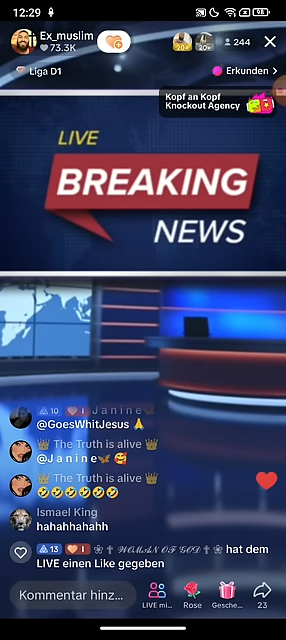 12:29
98
Ex_muslim
73.3K
20+
20+
244
Liga D1
Erkunden >
Kopf an Kopf
Knockout Agency
LIVE
BREAKING
NEWS
10 I J a n i n e🦋
@GoesWhitJesus 🙏
👑 The Truth is alive 👑
@J a n i n e🦋 🥰
👑 The Truth is alive 👑
🤣🤣🤣🤣🤣🤣
Ismael King
hahahhahahh
13 I ❀ ✝ 𝓦𝓞𝓜𝓐𝓝 𝓞𝓕 𝓖𝓞𝓓 ✝ ❀ hat dem
LIVE einen Like gegeben
Kommentar hinz...
LIVE mi...
Rose
Gesche...
23